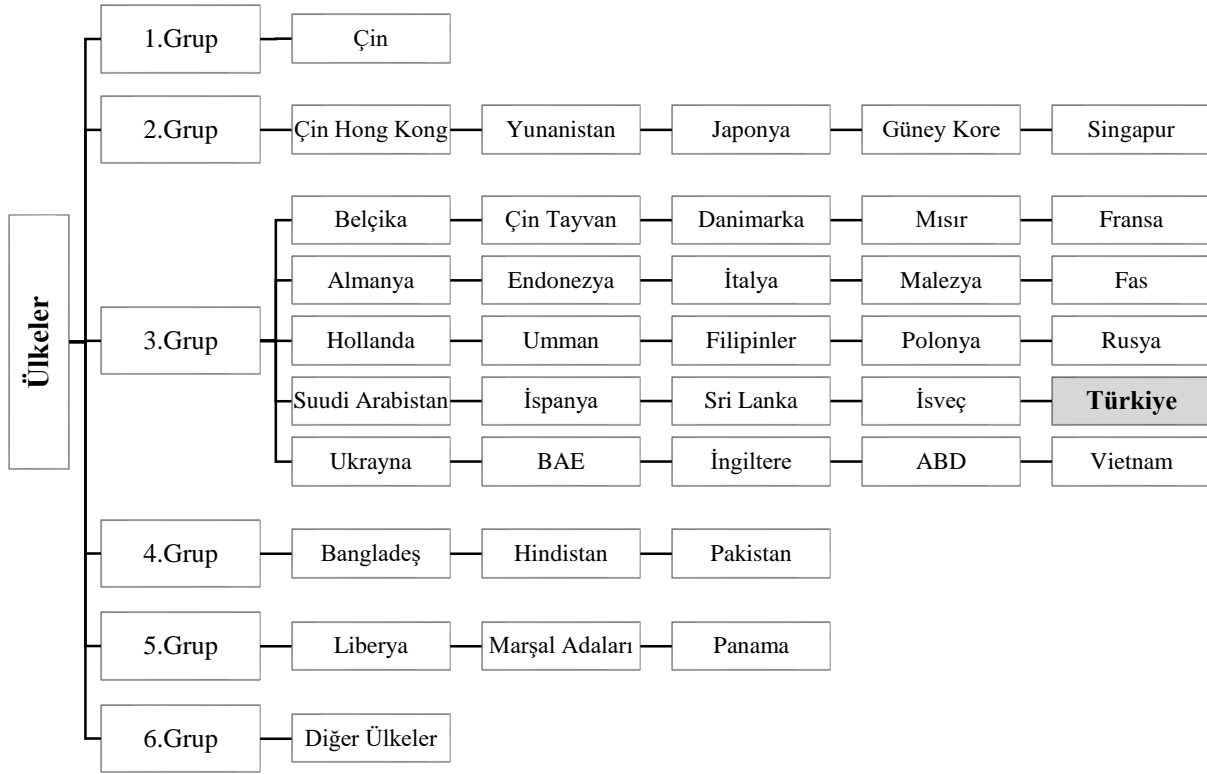 Ülkeler
1.Grup
Çin
2.Grup
Çin Hong Kong
Yunanistan
Japonya
Güney Kore
Singapur
3.Grup
Belçika
Çin Tayvan
Danimarka
Mısır
Fransa
Almanya
Endonezya
İtalya
Malezya
Fas
Hollanda
Umman
Filipinler
Polonya
Rusya
Suudi Arabistan
İspanya
Sri Lanka
İsveç
Türkiye
Ukrayna
BAE
İngiltere
ABD
Vietnam
4.Grup
Bangladeş
Hindistan
Pakistan
5.Grup
Liberya
Marşal Adaları
Panama
6.Grup
Diğer Ülkeler